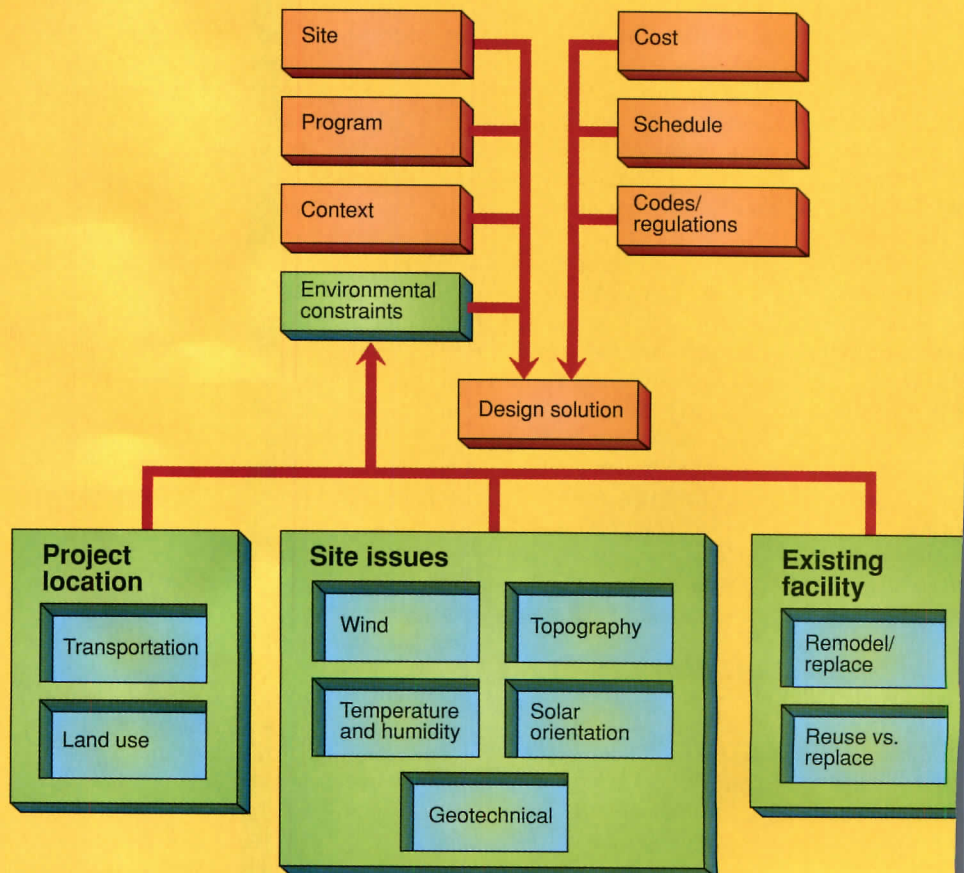 Site
Cost
Program
Schedule
Context
Codes/
regulations
Environmental
constraints
Design solution
Project
location
Transportation
Land use
Site issues
Wind
Topography
Temperature
and humidity
Solar
orientation
Geotechnical
Existing
facility
Remodel/
replace
Reuse vs.
replace